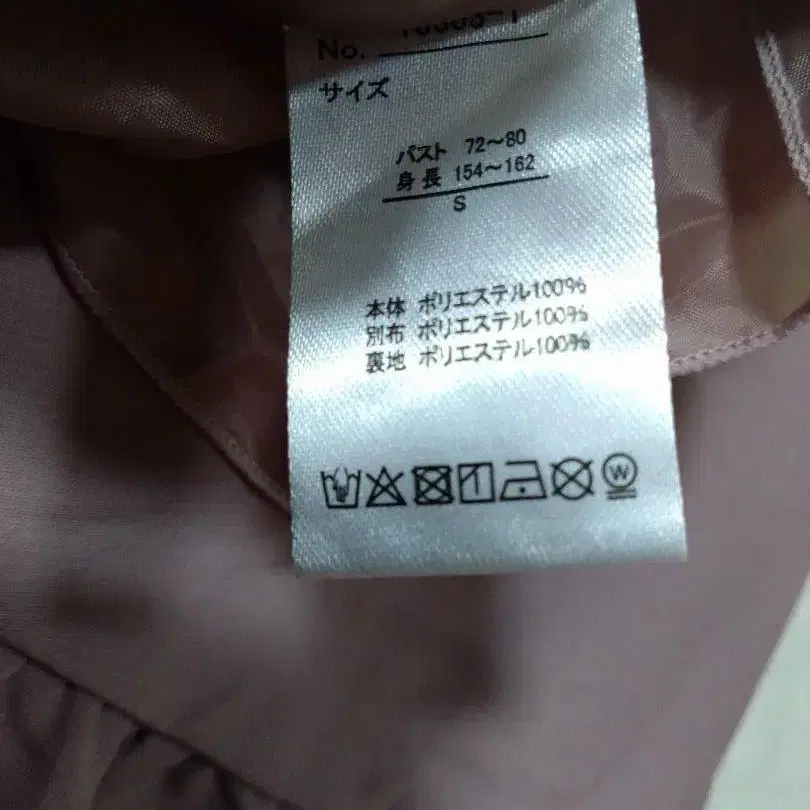 No.
サイズ
バスト 72～80
身長 154～162
S
本体 ポリエステル100%
別布 ポリエステル100%
裏地 ポリエステル100%
W